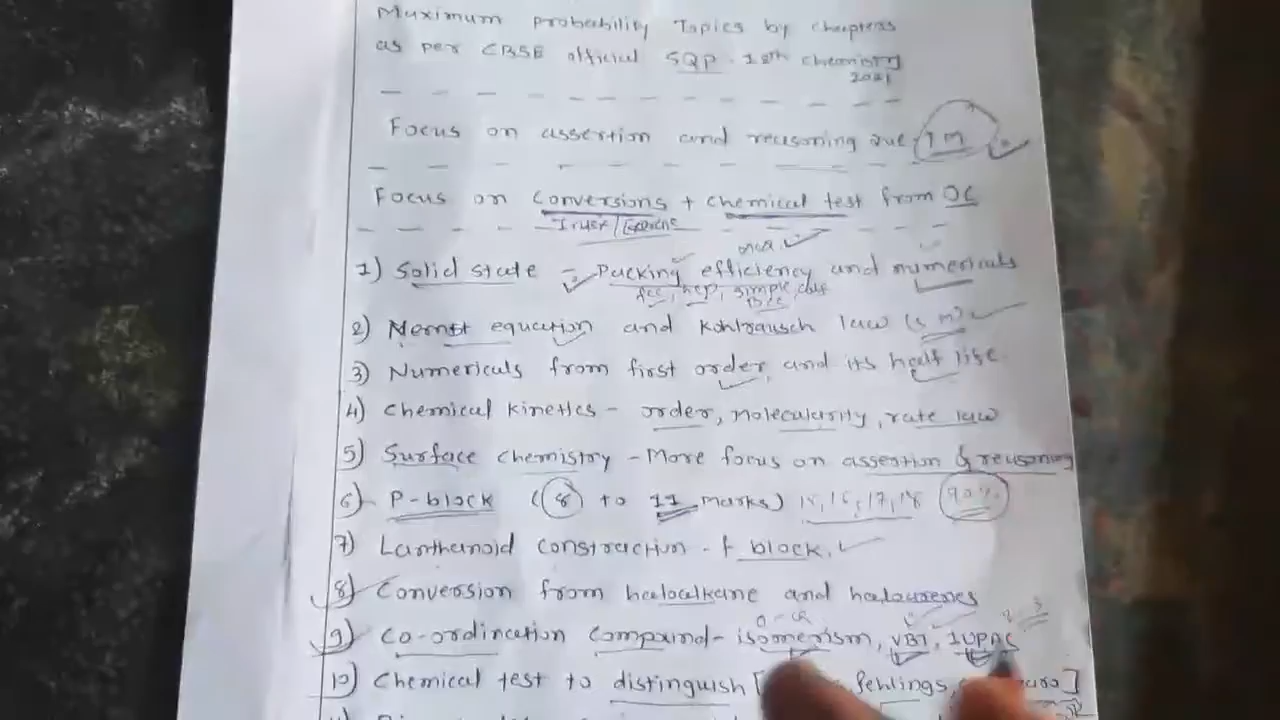 Maximum probability Topics by chapters
as per CBSE official SQP. 12th chemistry
2021
Focus on assertion and reasoning que 1 M
Focus on conversions + chemical test from OC
1) Solid state - Packing efficiency and numericals
fcc, hcp, simple,
bcc
2) Nernst equation and Kohlrausch law (5 M)
3) Numericals from first order and its half life.
4) Chemical kinetics - order, molecularity, rate law
5) Surface chemistry - More focus on assertion & reasoning
6) P-block (8 to 11 marks) 15, 16, 17, 18 90%
7) Lanthanoid constraction - f block.
8) Conversion from haloalkane and haloarenes
9) Co-ordination compound - isomerism, VBT, IUPAC
10) Chemical test to distinguish [ fehlings, ]